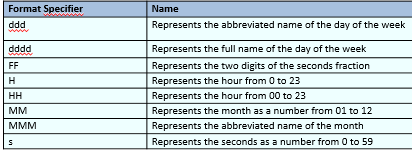 Format Specifier Name
ddd Represents the abbreviated name of the day of the week
dddd Represents the full name of the day of the week
FF Represents the two digits of the seconds fraction
H Represents the hour from 0 to 23
HH Represents the hour from 00 to 23
MM Represents the month as a number from 01 to 12
MMM Represents the abbreviated name of the month
s Represents the seconds as a number from 0 to 59